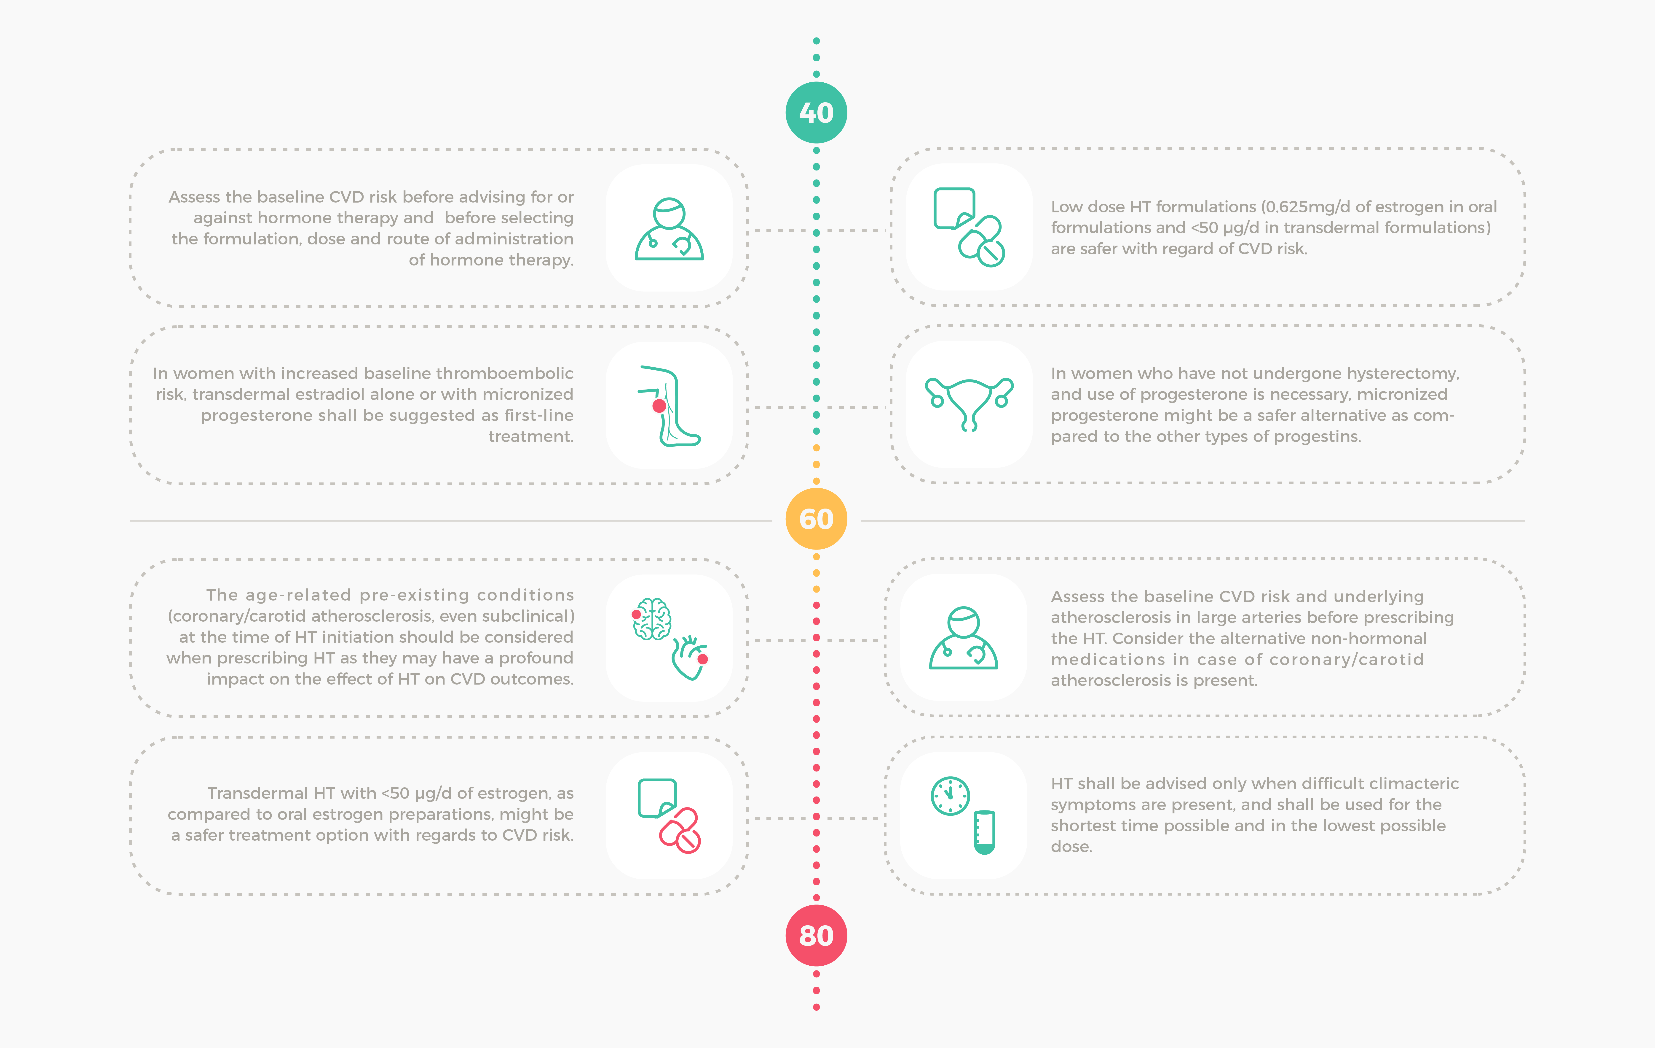 40
Assess the baseline CVD risk before advising for or
against hormone therapy and before selecting
the formulation, dose and route of administration
of hormone therapy.
Low dose HT formulations (0,625mg/d of estrogen in oral
formulations and <50 µg/d in transdermal formulations)
are safer with regard of CVD risk.
In women with increased baseline thromboembolic
risk, transdermal estradiol alone or with micronized
progesterone shall be suggested as first-line
treatment.
In women who have not undergone hysterectomy,
and use of progesterone is necessary, micronized
progesterone might be a safer alternative as com-
pared to the other types of progestins.
60
The age-related pre-existing conditions
(coronary/carotid atherosclerosis, even subclinical)
at the time of HT initiation should be considered
when prescribing HT as they may have a profound
impact on the effect of HT on CVD outcomes.
Assess the baseline CVD risk and underlying
atherosclerosis in large arteries before prescribing
the HT. Consider the alternative non-hormonal
medications in case of coronary/carotid
atherosclerosis is present.
Transdermal HT with <50 µg/d of estrogen, as
compared to oral estrogen preparations, might be
a safer treatment option with regards to CVD risk.
HT shall be advised only when difficult climacteric
symptoms are present, and shall be used for the
shortest time possible and in the lowest possible
dose.
80